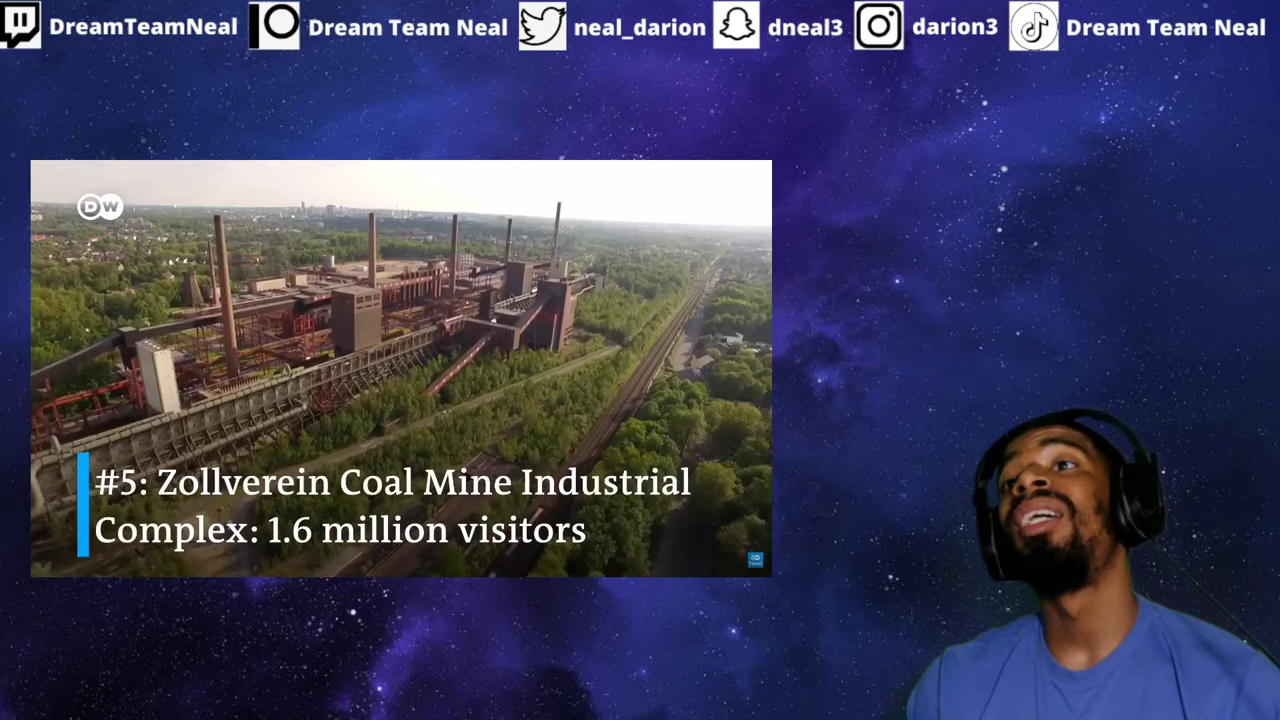 DreamTeamNeal
Dream Team Neal
neal_darion
dneal3
darion3
Dream Team Neal
DW
#5: Zollverein Coal Mine Industrial
Complex: 1.6 million visitors